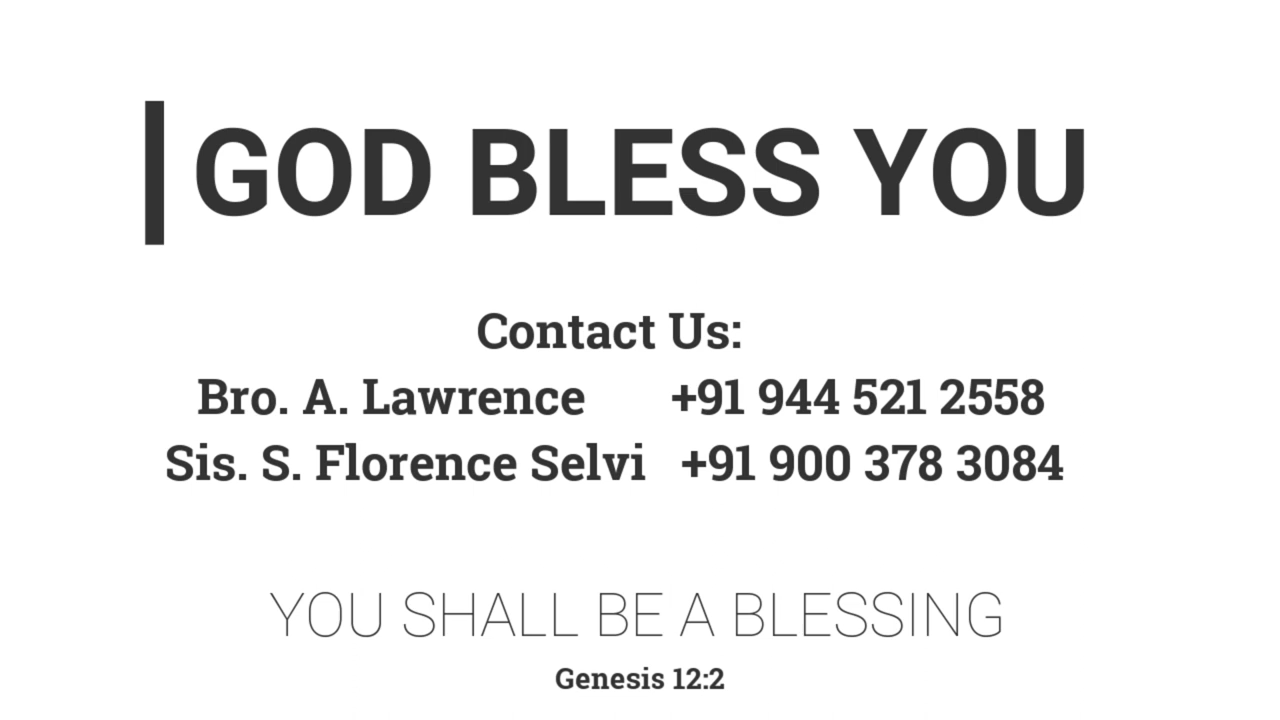 GOD BLESS YOU
Contact Us:
Bro. A. Lawrence +91 944 521 2558
Sis. S. Florence Selvi +91 900 378 3084
YOU SHALL BE A BLESSING
Genesis 12:2